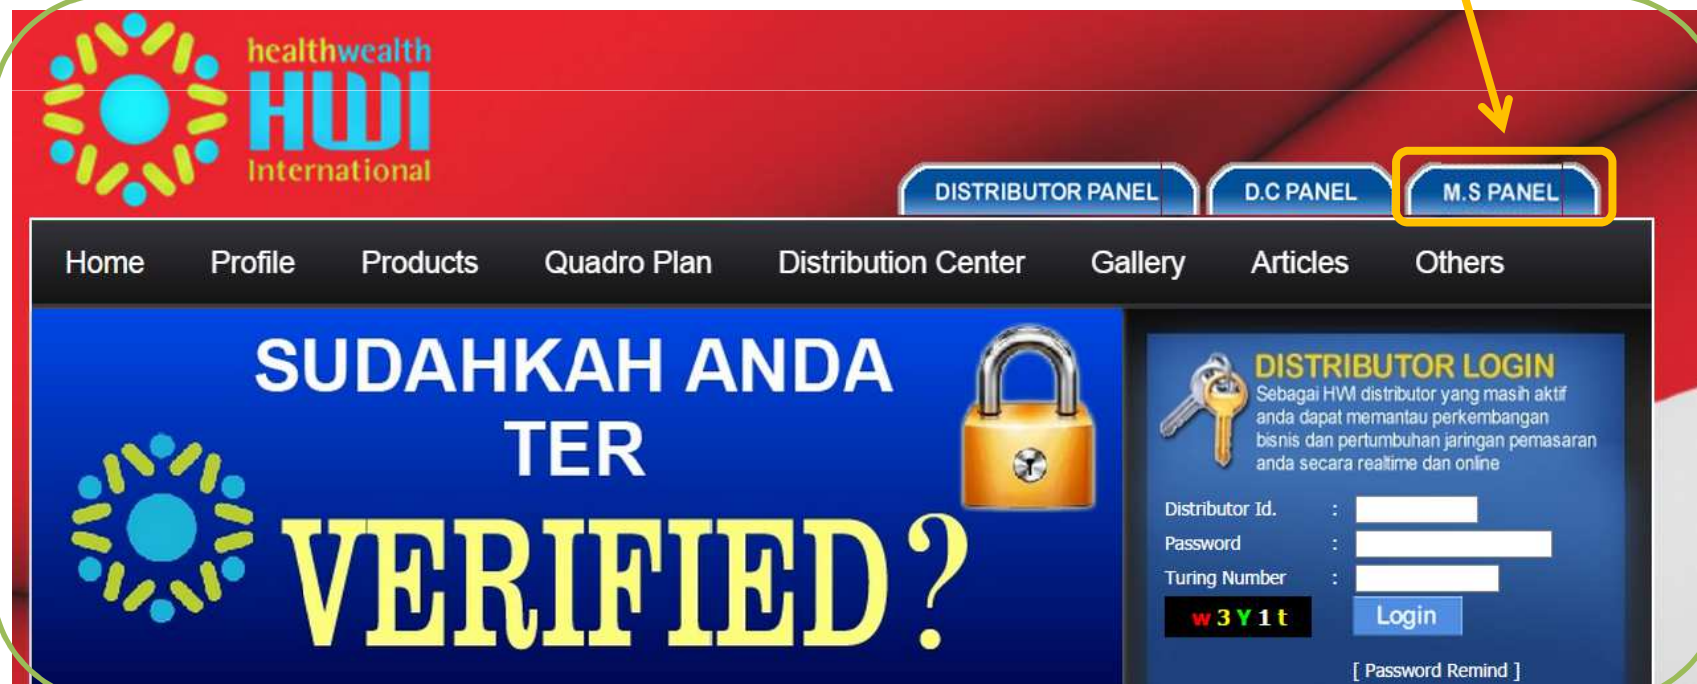 healthwealth
HWI
International
DISTRIBUTOR PANEL
D.C PANEL
M.S PANEL
Home Profile Products Quadro Plan Distribution Center Gallery Articles Others
SUDAHKAH ANDA
TER
VERIFIED?
DISTRIBUTOR LOGIN
Sebagai HWI distributor yang masih aktif
anda dapat memantau perkembangan
bisnis dan pertumbuhan jaringan pemasaran
anda secara realtime dan online
Distributor Id. :
Password :
Turing Number :
w 3 Y 1 t
Login
[ Password Remind ]